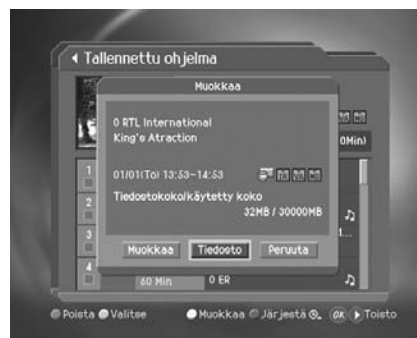 Tallennettu ohjelma
Muokkaa
0 RTL International
King's Atraction
0Min)
01/01(To) 13:53-14:53
Tiedostokoko/käytetty koko
32MB / 30000MB
1
2
3
4
Muokkaa Tiedosto Peruuta
60 Min 0 ER
Poista Valitse Muokkaa Järjestä OK Toisto